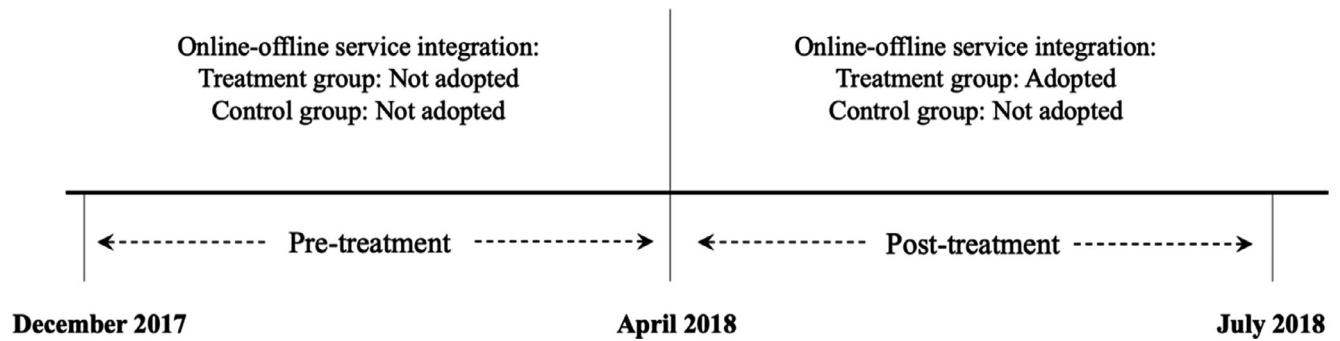 Online-offline service integration:
Treatment group: Not adopted
Control group: Not adopted
Online-offline service integration:
Treatment group: Adopted
Control group: Not adopted
Pre-treatment
Post-treatment
December 2017
April 2018
July 2018